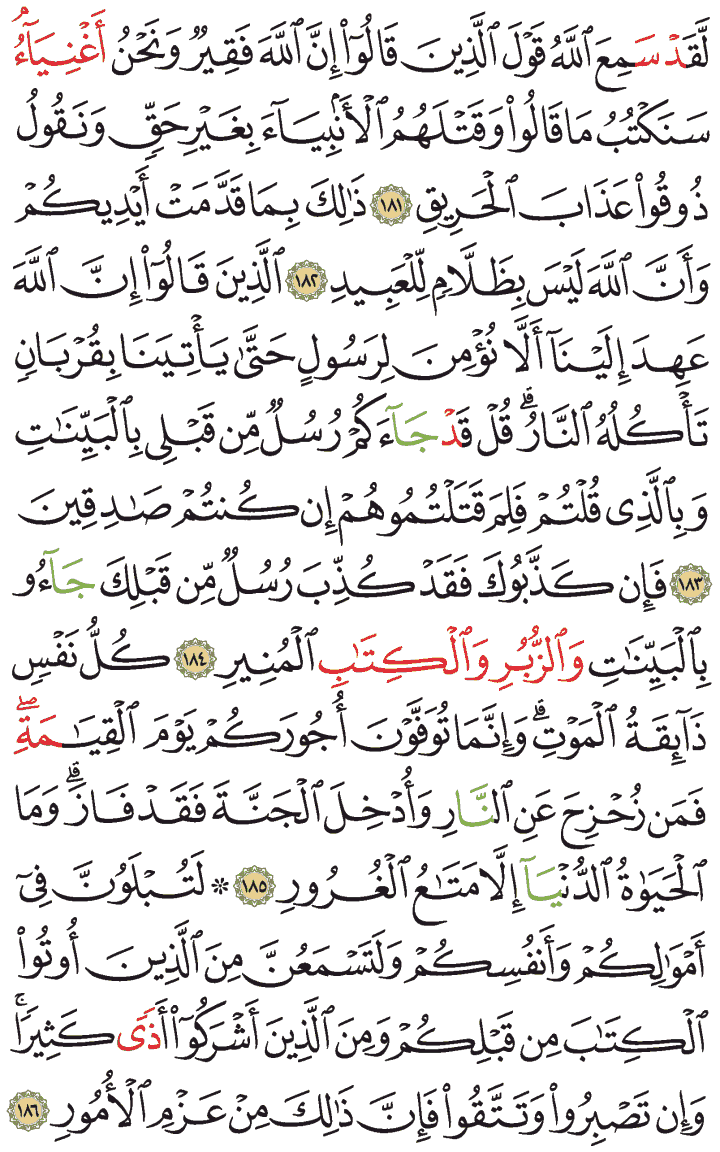 لَّقَدۡ سَمِعَ ٱللَّهُ قَوۡلَ ٱلَّذِينَ قَالُوٓاْ إِنَّ ٱللَّهَ فَقِيرٌ وَنَحۡنُ أَغۡنِيَآءُۘ
سَنَكۡتُبُ مَا قَالُواْ وَقَتۡلَهُمُ ٱلۡأَنۢبِيَآءَ بِغَيۡرِ حَقٍّ وَنَقُولُ
ذُوقُواْ عَذَابَ ٱلۡحَرِيقِ ١٨١ ذَٰلِكَ بِمَا قَدَّمَتۡ أَيۡدِيكُمۡ
وَأَنَّ ٱللَّهَ لَيۡسَ بِظَلَّامٍ لِّلۡعَبِيدِ ١٨٢ ٱلَّذِينَ قَالُوٓاْ إِنَّ ٱللَّهَ
عَهِدَ إِلَيۡنَآ أَلَّا نُؤۡمِنَ لِرَسُولٍ حَتَّىٰ يَأۡتِيَنَا بِقُرۡبَانٍ
تَأۡكُلُهُ ٱلنَّارُۗ قُلۡ قَدۡ جَآءَكُمۡ رُسُلٌ مِّن قَبۡلِي بِٱلۡبَيِّنَٰتِ
وَبِٱلَّذِي قُلۡتُمۡ فَلِمَ قَتَلۡتُمُوهُمۡ إِن كُنتُمۡ صَٰدِقِينَ
١٨٣ فَإِن كَذَّبُوكَ فَقَدۡ كُذِّبَ رُسُلٌ مِّن قَبۡلِكَ جَآءُو
بِٱلۡبَيِّنَٰتِ وَٱلزُّبُرِ وَٱلۡكِتَٰبِ ٱلۡمُنِيرِ ١٨٤ كُلُّ نَفۡسٍ
ذَآئِقَةُ ٱلۡمَوۡتِۗ وَإِنَّمَا تُوَفَّوۡنَ أُجُورَكُمۡ يَوۡمَ ٱلۡقِيَٰمَةِۖ
فَمَن زُحۡزِحَ عَنِ ٱلنَّارِ وَأُدۡخِلَ ٱلۡجَنَّةَ فَقَدۡ فَازَۗ وَمَا
ٱلۡحَيَوٰةُ ٱلدُّنۡيَآ إِلَّا مَتَٰعُ ٱلۡغُرُورِ ١٨٥ ۞ لَتُبۡلَوُنَّ فِيٓ
أَمۡوَٰلِكُمۡ وَأَنفُسِكُمۡ وَلَتَسۡمَعُنَّ مِنَ ٱلَّذِينَ أُوتُواْ
ٱلۡكِتَٰبَ مِن قَبۡلِكُمۡ وَمِنَ ٱلَّذِينَ أَشۡرَكُوٓاْ أَذًى كَثِيرًاۚ
وَإِن تَصۡبِرُواْ وَتَتَّقُواْ فَإِنَّ ذَٰلِكَ مِنۡ عَزۡمِ ٱلۡأُمُورِ ١٨٦